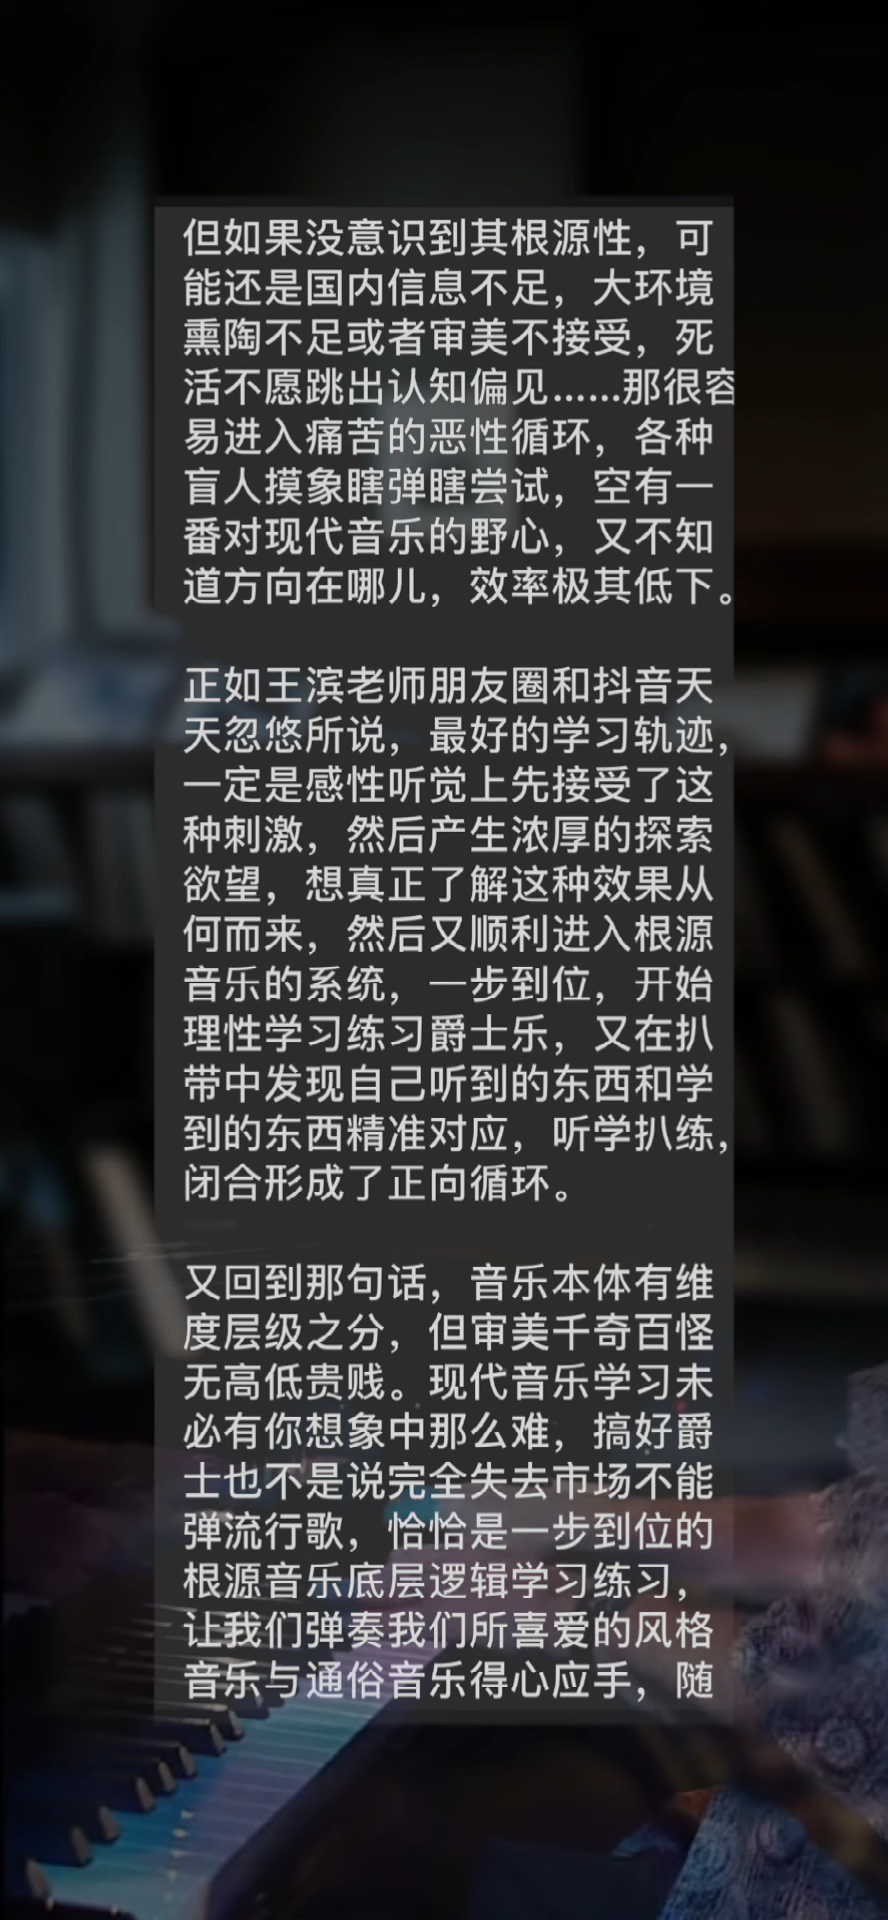 但如果没意识到其根源性，可
能还是国内信息不足，大环境
熏陶不足或者审美不接受，死
活不愿跳出认知偏见......那很容
易进入痛苦的恶性循环，各种
盲人摸象瞎弹瞎尝试，空有一
番对现代音乐的野心，又不知
道方向在哪儿，效率极其低下。
正如王滨老师朋友圈和抖音天
天忽悠所说，最好的学习轨迹，
一定是感性听觉上先接受了这
种刺激，然后产生浓厚的探索
欲望，想真正了解这种效果从
何而来，然后又顺利进入根源
音乐的系统，一步到位，开始
理性学习练习爵士乐，又在扒
带中发现自己听到的东西和学
到的东西精准对应，听学扒练，
闭合形成了正向循环。
又回到那句话，音乐本体有维
度层级之分，但审美千奇百怪
无高低贵贱。现代音乐学习未
必有你想象中那么难，搞好爵
士也不是说完全失去市场不能
弹流行歌，恰恰是一步到位的
根源音乐底层逻辑学习练习，
让我们弹奏我们所喜爱的风格
音乐与通俗音乐得心应手，随